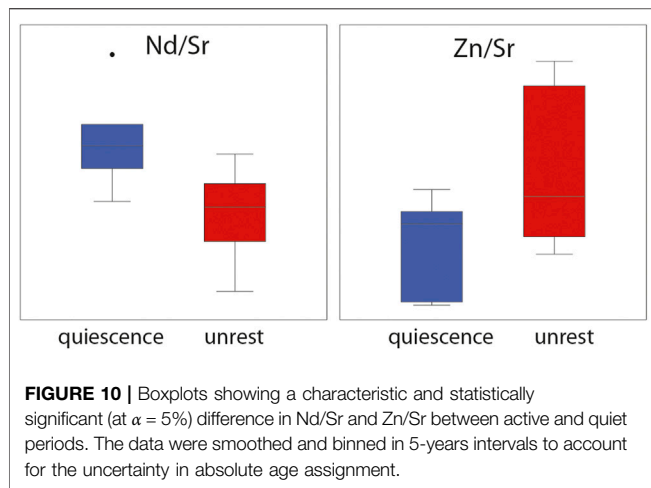 Nd/Sr Zn/Sr
quiescence unrest quiescence unrest
FIGURE 10 | Boxplots showing a characteristic and statistically
significant (at α = 5%) difference in Nd/Sr and Zn/Sr between active and quiet
periods. The data were smoothed and binned in 5-years intervals to account
for the uncertainty in absolute age assignment.